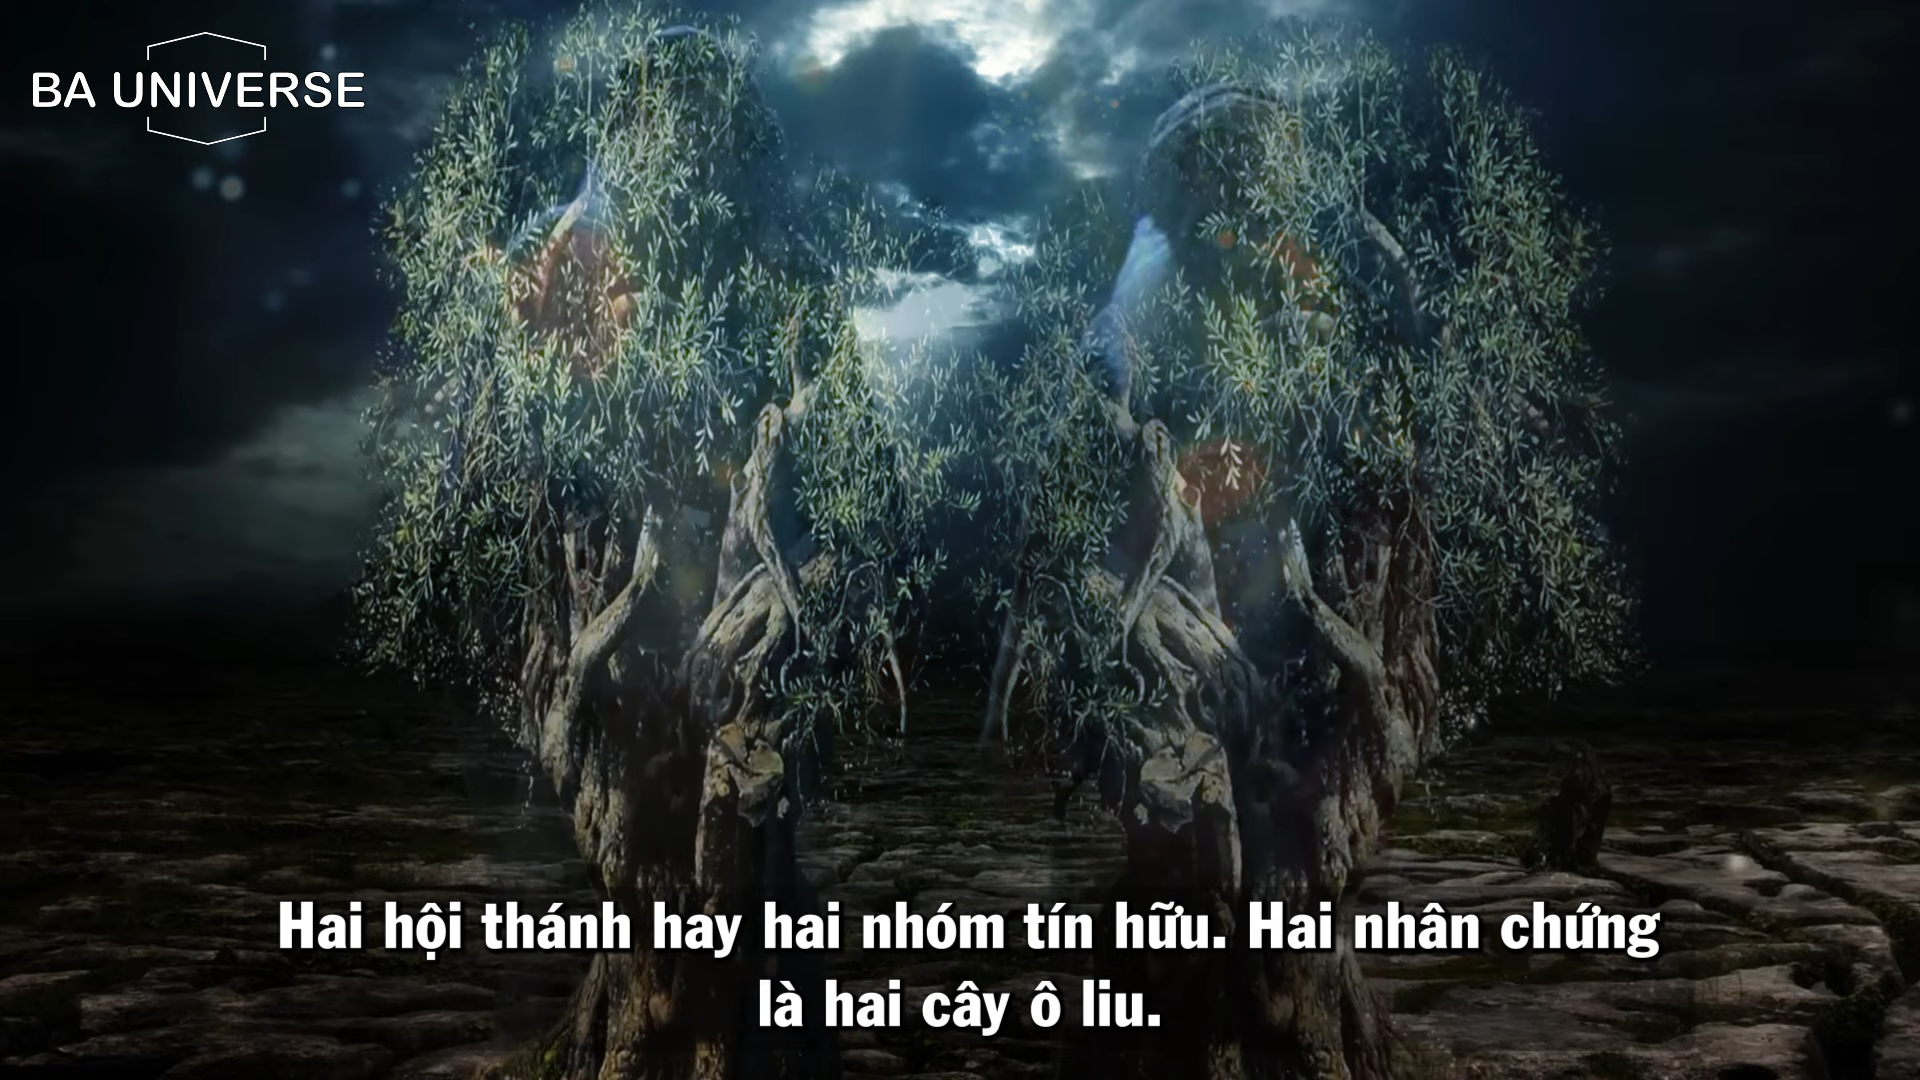 BA UNIVERSE
Hai hội thánh hay hai nhóm tín hữu. Hai nhân chứng
là hai cây ô liu.